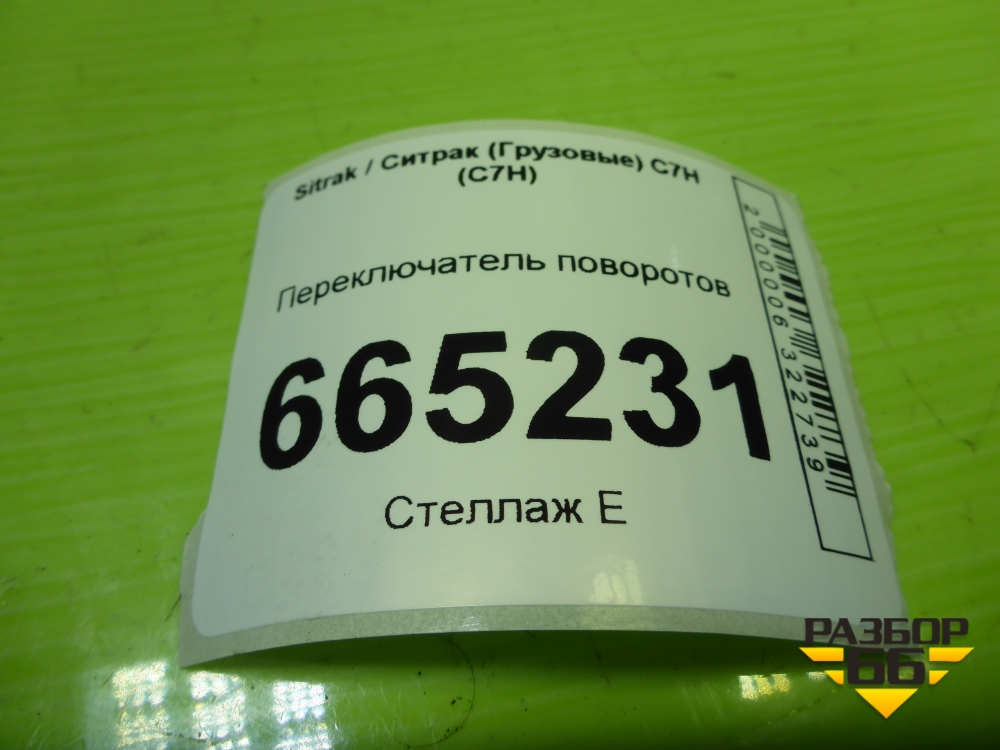 Sitrak / Ситрак (Грузовые) C7H
(C7H)
Переключатель поворотов
665231
Стеллаж Е
2000006322739
РАЗБОР
66